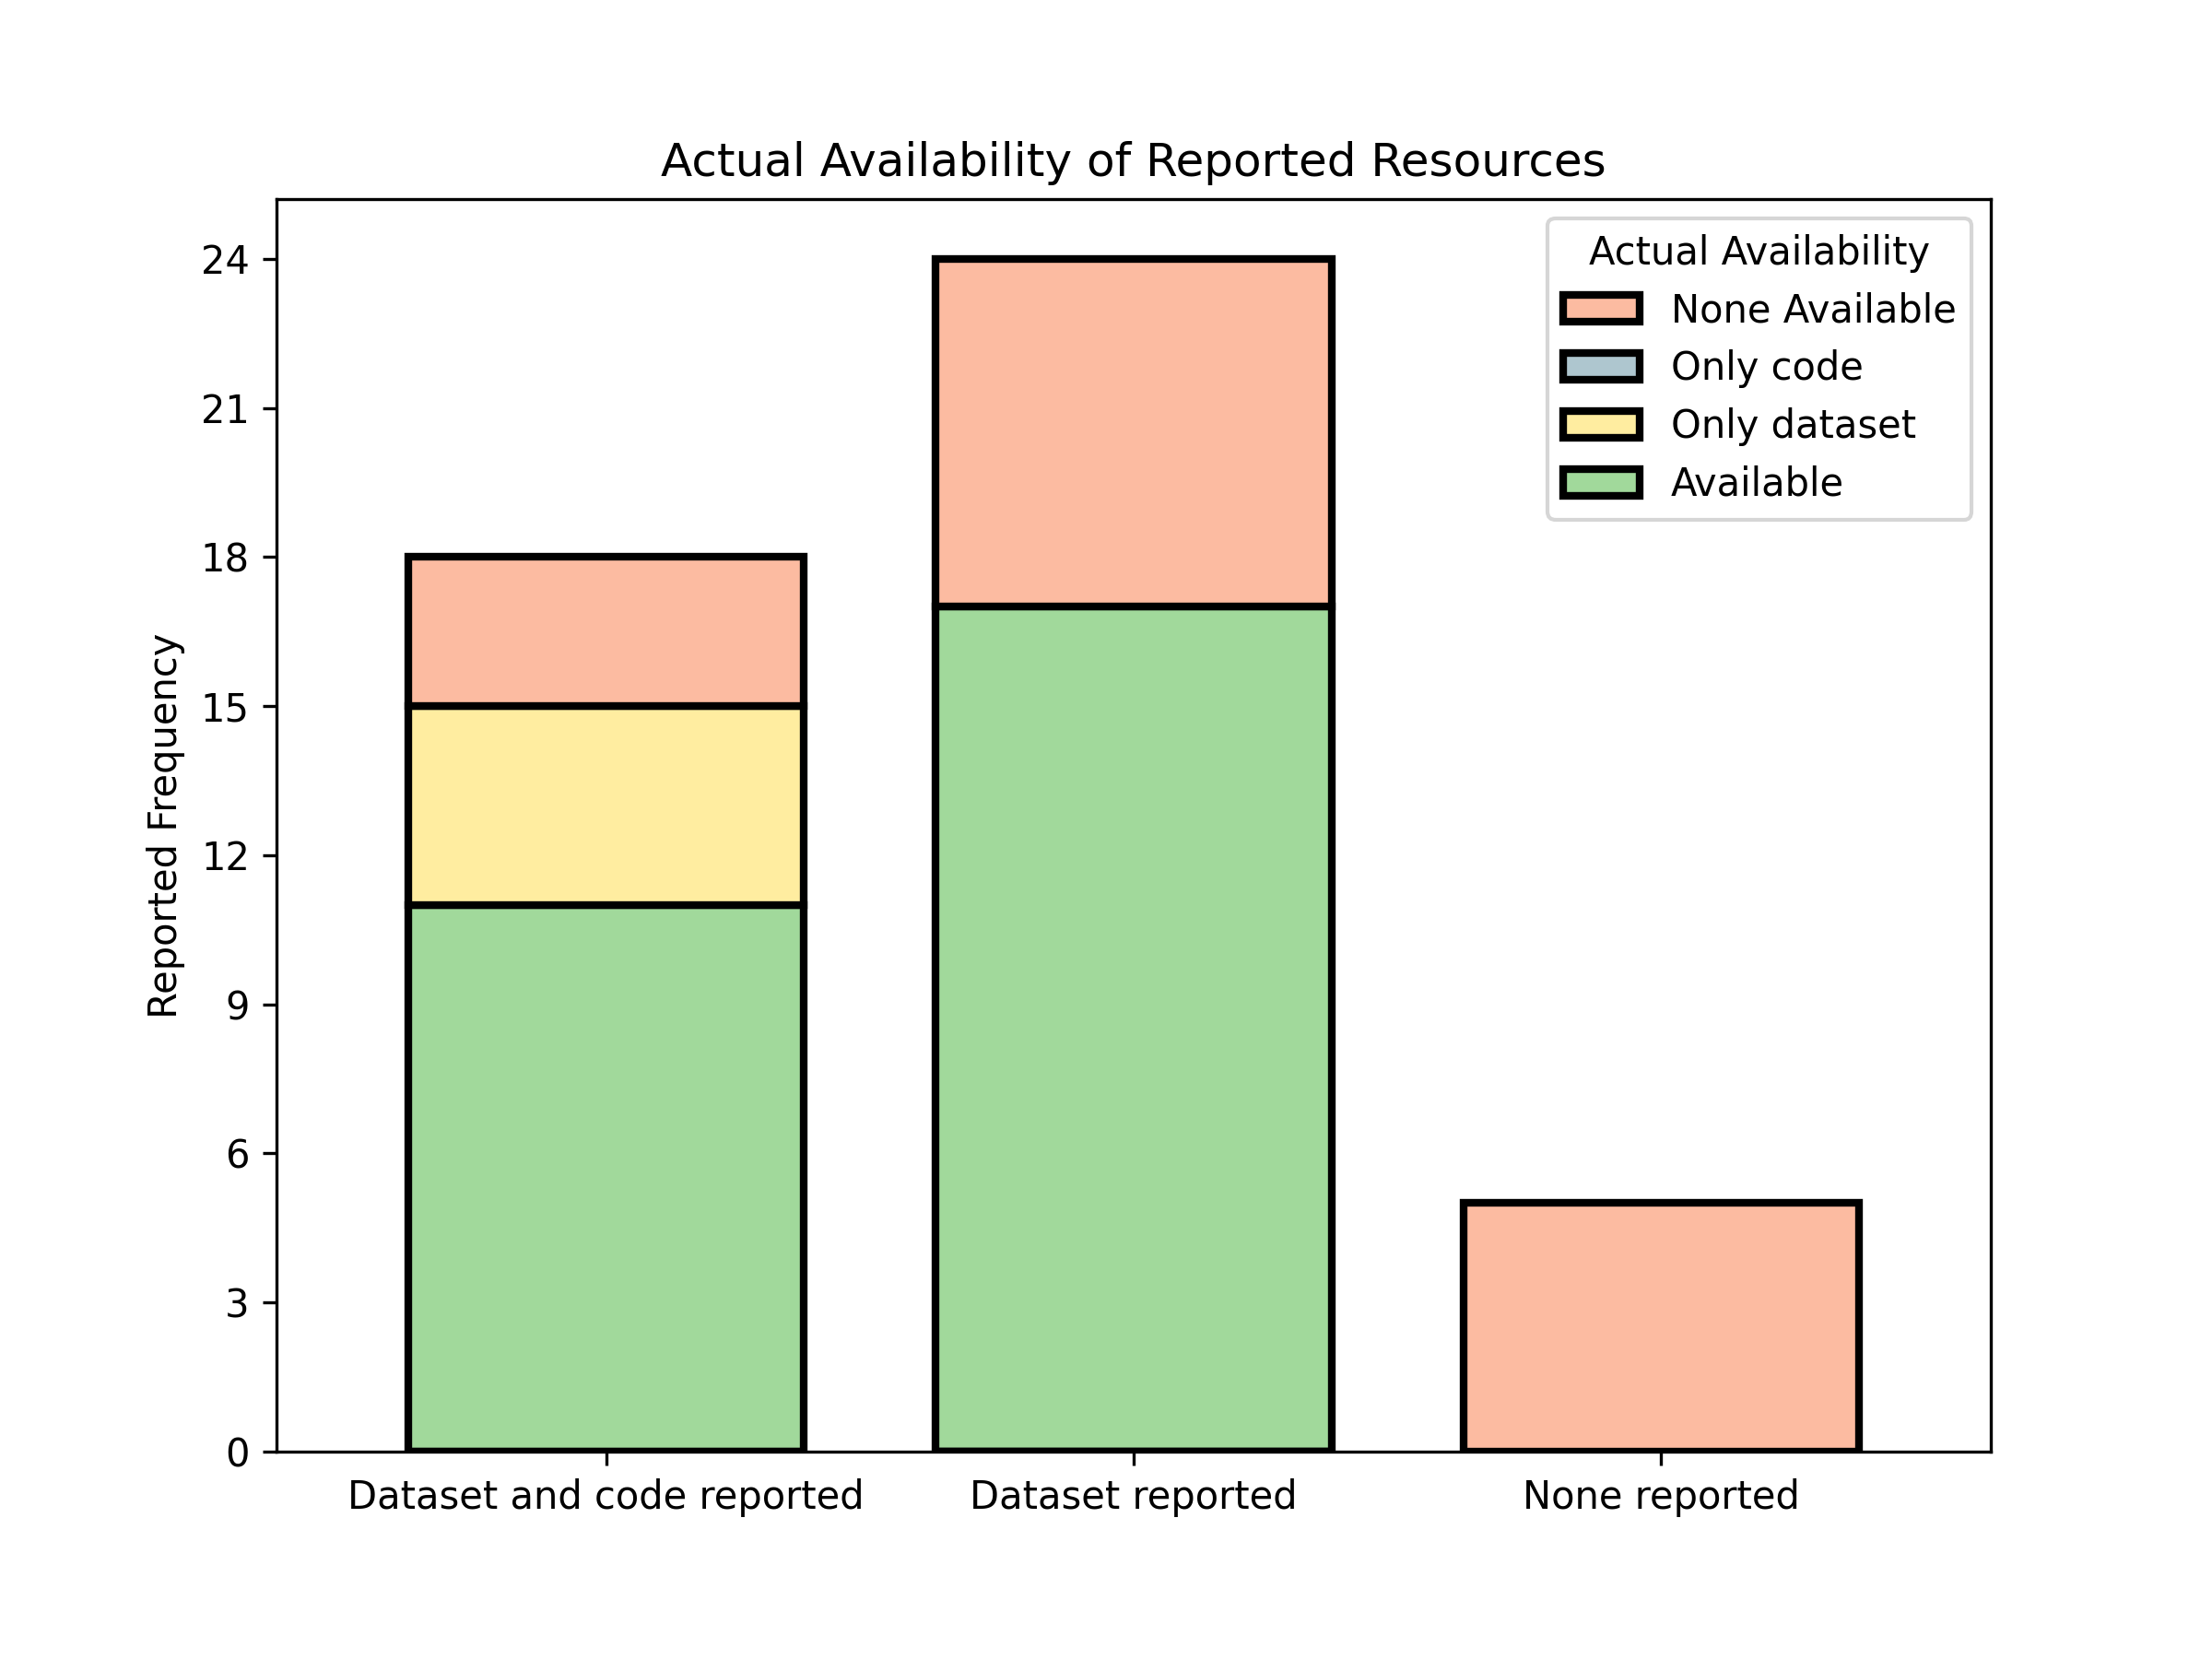 Actual Availability of Reported Resources
Actual Availability
None Available
Only code
Only dataset
Available
Reported Frequency
24
21
18
15
12
9
6
3
0
Dataset and code reported
Dataset reported
None reported